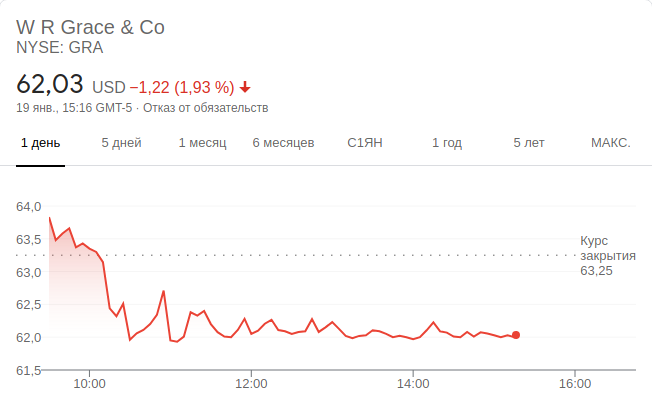 W R Grace & Co
NYSE: GRA
62,03 USD −1,22 (1,93 %)
19 янв., 15:16 GMT-5 · Отказ от обязательств
1 день 5 дней 1 месяц 6 месяцев С1ЯН 1 год 5 лет МАКС.
64,0
63,5
Курс
закрытия
63,25
63,0
62,5
62,0
61,5
10:00 12:00 14:00 16:00